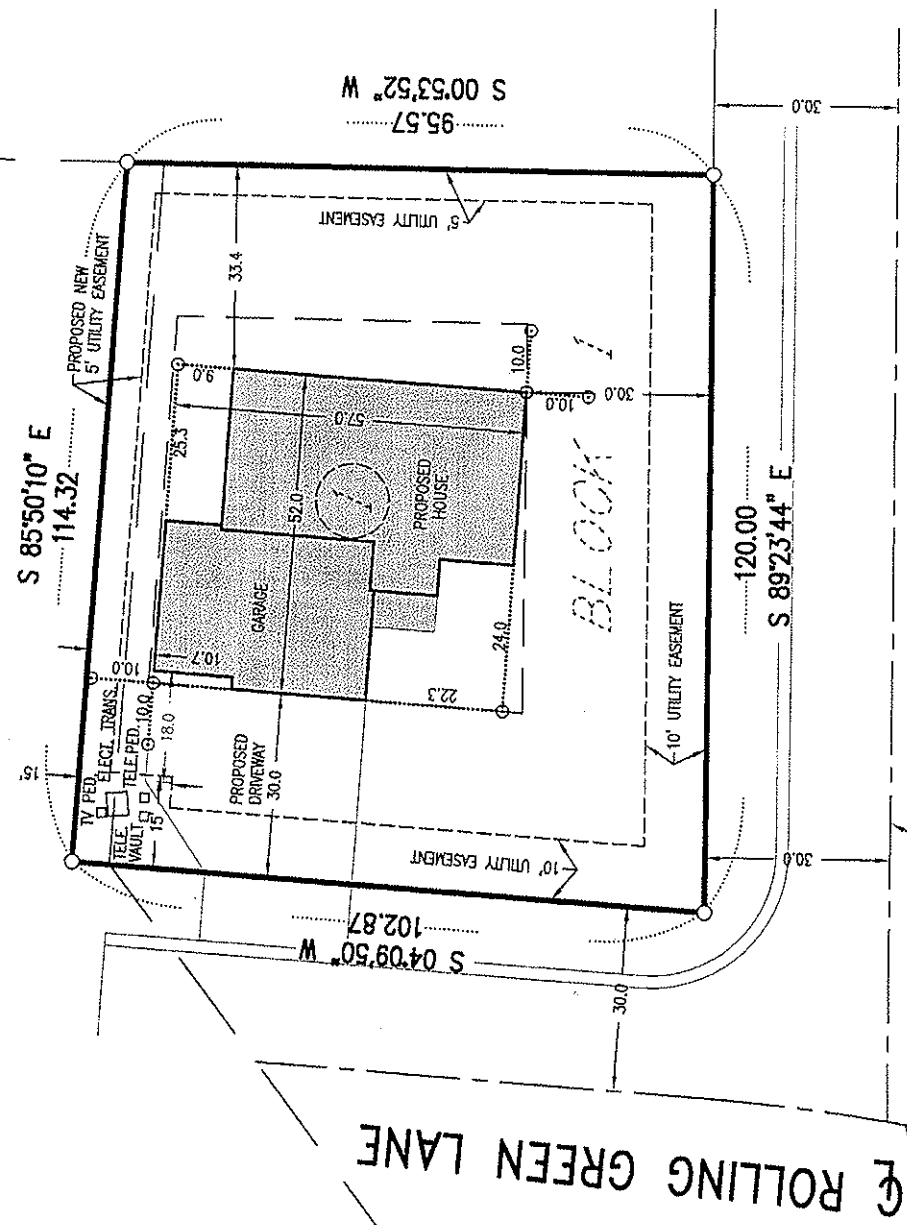 S 00°53'52" W
95.57
30.0
PROPOSED NEW
5' UTILITY EASEMENT
S 85°50'10" E
114.32
5' UTILITY EASEMENT
33.4
9.0
25.3
10.0
10.0
57.0
30.0
52.0
1
PROPOSED
HOUSE
BLOCK 1
GARAGE
10.7
24.0
120.00
S 89°23'44" E
10' UTILITY EASEMENT
10.0
10.0
18.0
22.3
15'
TV PED.
ELECT. TRANS.
TELE PED.
TELE
VAULT
15'
PROPOSED
DRIVEWAY
30.0
10' UTILITY EASEMENT
30.0
102.87
S 04°09'50" W
30.0
℄ ROLLING GREEN LANE